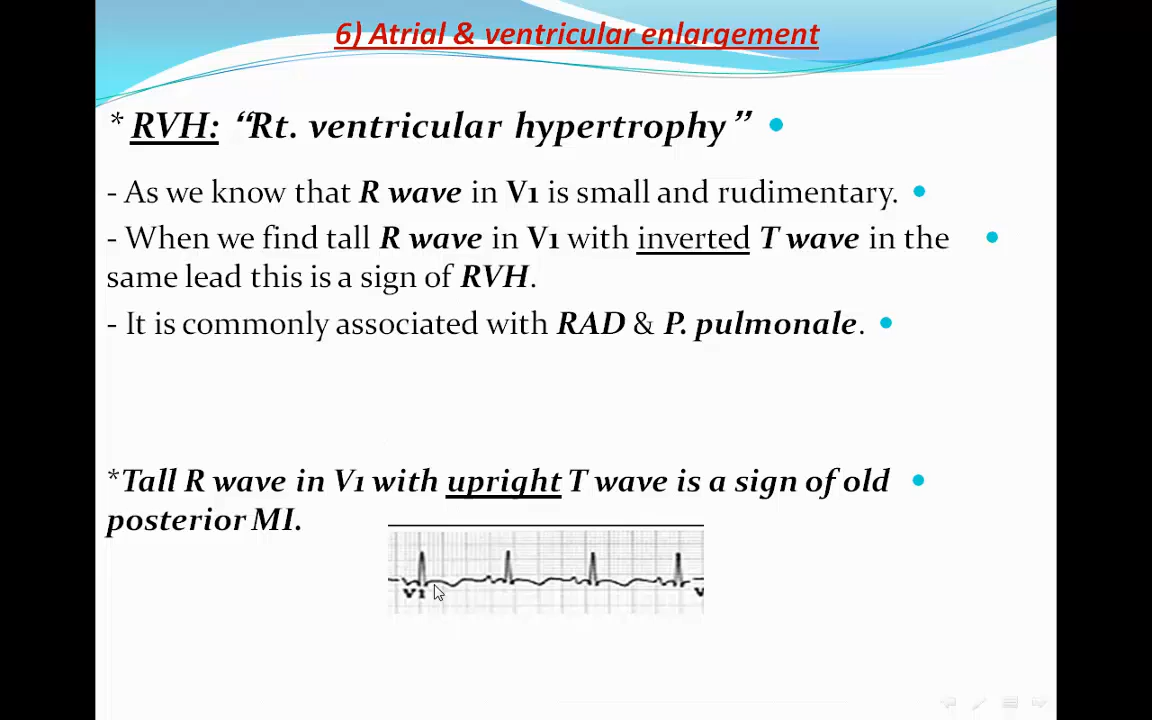 6) Atrial & ventricular enlargement
* RVH: “Rt. ventricular hypertrophy”
- As we know that R wave in V1 is small and rudimentary.
- When we find tall R wave in V1 with inverted T wave in the
same lead this is a sign of RVH.
- It is commonly associated with RAD & P. pulmonale.
*Tall R wave in V1 with upright T wave is a sign of old
posterior MI.
V1